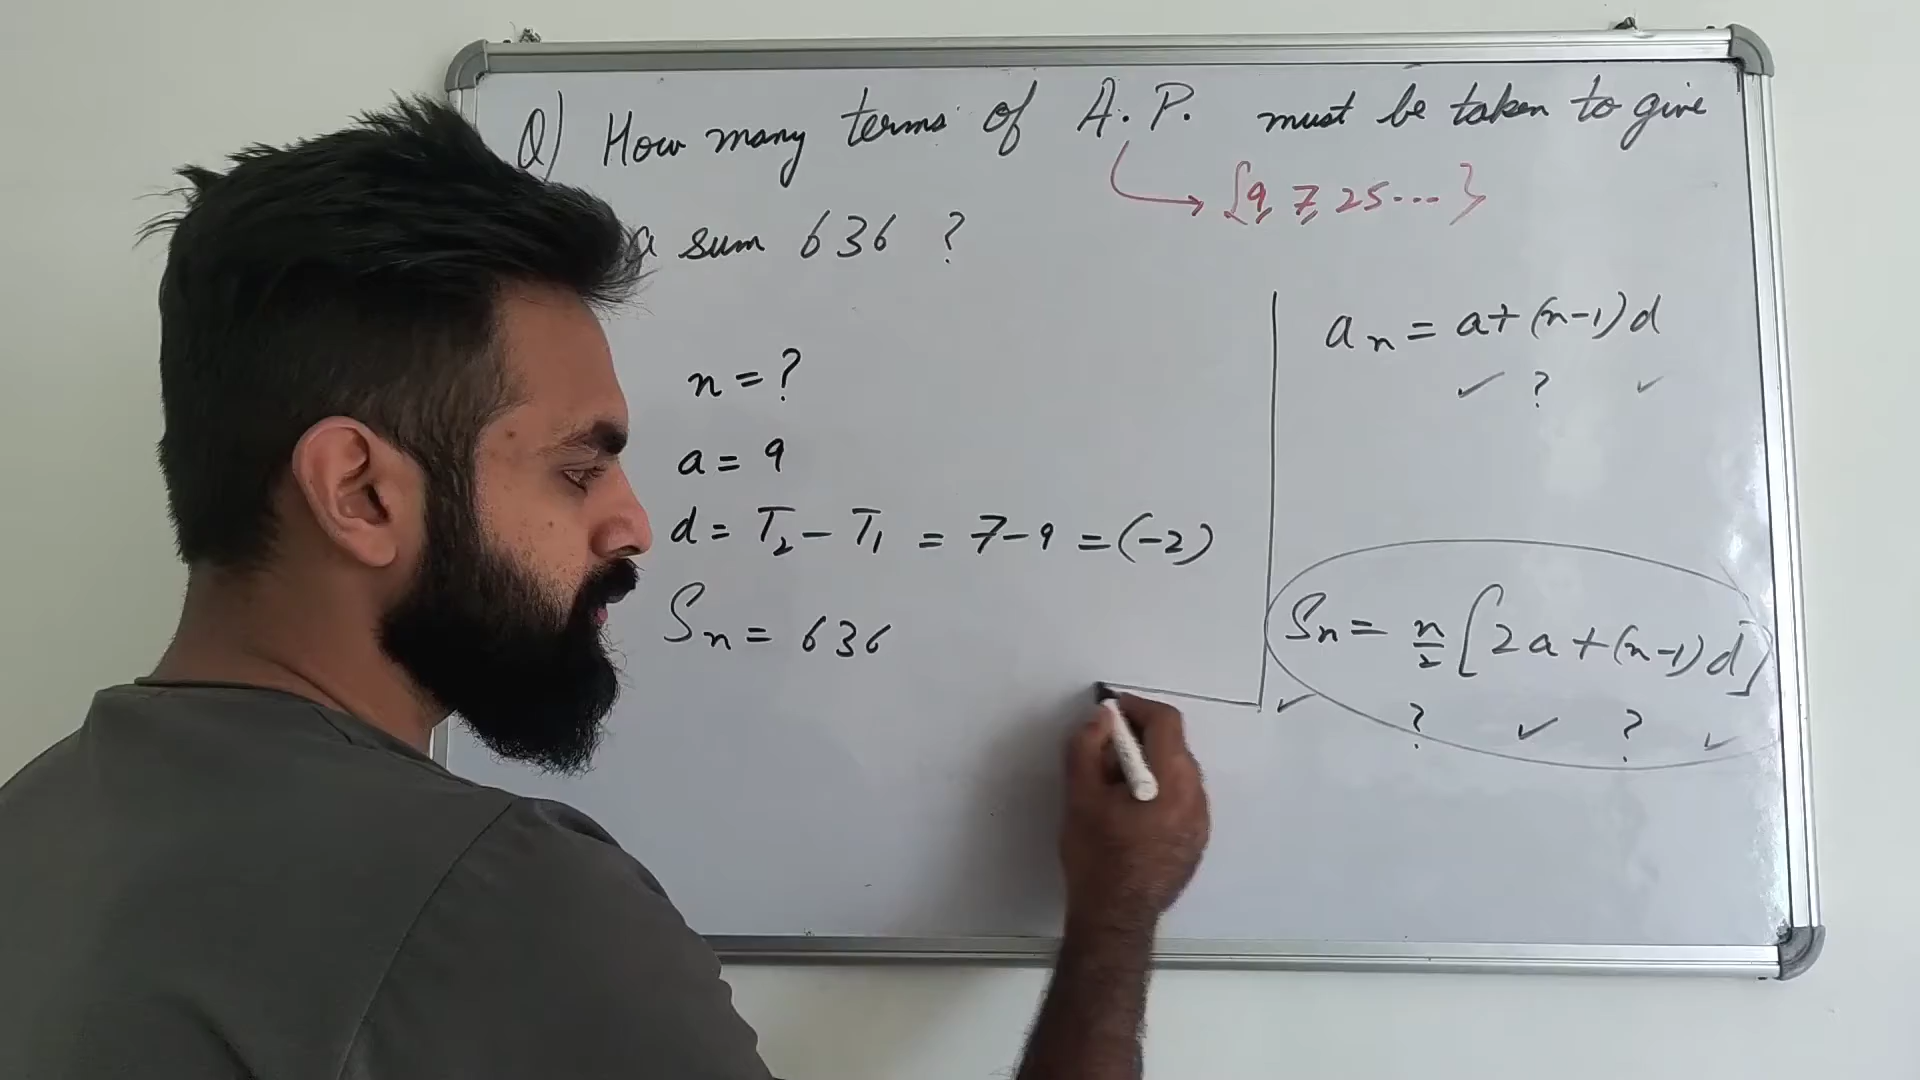 Q) How many terms of A.P. must be taken to give
{9, 7, 25...}
a sum 636 ?
n = ?
a = 9
d = T₂ - T₁ = 7-9 = (-2)
Sₙ = 636
aₙ = a+(n-1)d
✓ ? ✓
Sₙ = n/2 [2a+(n-1)d]
✓ ? ✓ ? ✓